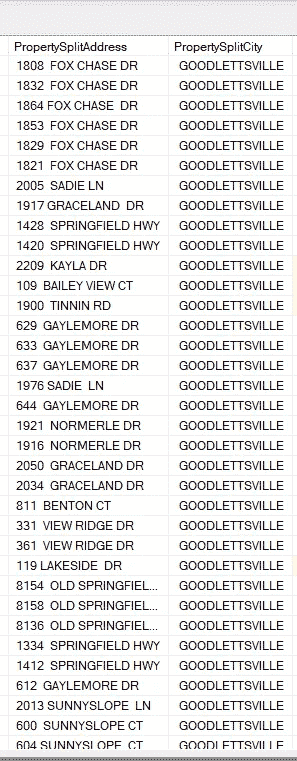 PropertySplitAddress PropertySplitCity
1808 FOX CHASE DR GOODLETTSVILLE
1832 FOX CHASE DR GOODLETTSVILLE
1864 FOX CHASE DR GOODLETTSVILLE
1853 FOX CHASE DR GOODLETTSVILLE
1829 FOX CHASE DR GOODLETTSVILLE
1821 FOX CHASE DR GOODLETTSVILLE
2005 SADIE LN GOODLETTSVILLE
1917 GRACELAND DR GOODLETTSVILLE
1428 SPRINGFIELD HWY GOODLETTSVILLE
1420 SPRINGFIELD HWY GOODLETTSVILLE
2209 KAYLA DR GOODLETTSVILLE
109 BAILEY VIEW CT GOODLETTSVILLE
1900 TINNIN RD GOODLETTSVILLE
629 GAYLEMORE DR GOODLETTSVILLE
633 GAYLEMORE DR GOODLETTSVILLE
637 GAYLEMORE DR GOODLETTSVILLE
1976 SADIE LN GOODLETTSVILLE
644 GAYLEMORE DR GOODLETTSVILLE
1921 NORMERLE DR GOODLETTSVILLE
1916 NORMERLE DR GOODLETTSVILLE
2050 GRACELAND DR GOODLETTSVILLE
2034 GRACELAND DR GOODLETTSVILLE
811 BENTON CT GOODLETTSVILLE
331 VIEW RIDGE DR GOODLETTSVILLE
361 VIEW RIDGE DR GOODLETTSVILLE
119 LAKESIDE DR GOODLETTSVILLE
8154 OLD SPRINGFIEL... GOODLETTSVILLE
8158 OLD SPRINGFIEL... GOODLETTSVILLE
8136 OLD SPRINGFIEL... GOODLETTSVILLE
1334 SPRINGFIELD HWY GOODLETTSVILLE
1412 SPRINGFIELD HWY GOODLETTSVILLE
612 GAYLEMORE DR GOODLETTSVILLE
2013 SUNNYSLOPE LN GOODLETTSVILLE
600 SUNNYSLOPE CT GOODLETTSVILLE
604 SUNNYSLOPE CT GOODLETTSVILLE